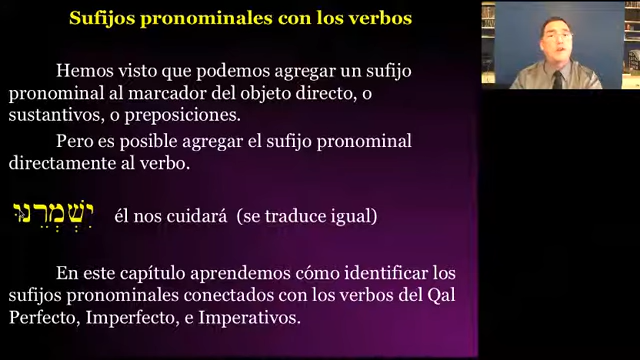 Sufijos pronominales con los verbos
Hemos visto que podemos agregar un sufijo
pronominal al marcador del objeto directo, o
sustantivos, o preposiciones.
Pero es posible agregar el sufijo pronominal
directamente al verbo.
יִשְׁמְרֵנוּ él nos cuidará (se traduce igual)
En este capítulo aprendemos cómo identificar los
sufijos pronominales conectados con los verbos del Qal
Perfecto, Imperfecto, e Imperativos.